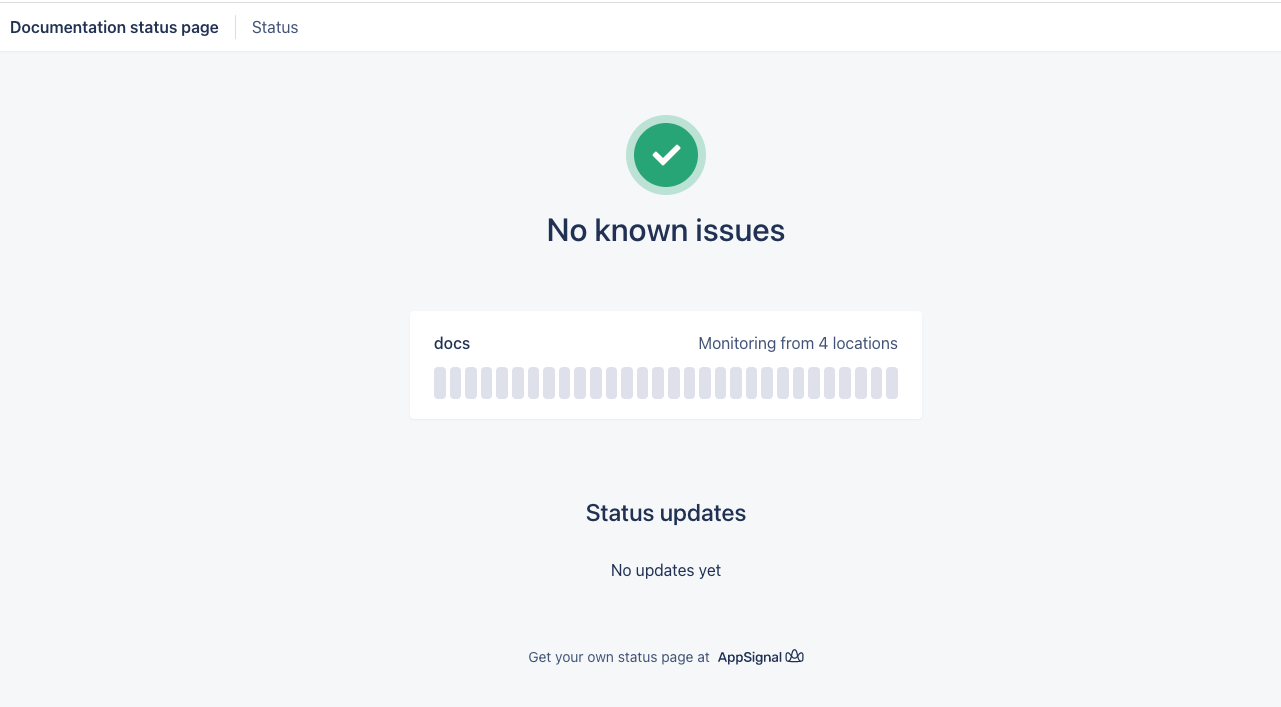 Documentation status page
Status
No known issues
docs
Monitoring from 4 locations
Status updates
No updates yet
Get your own status page at AppSignal